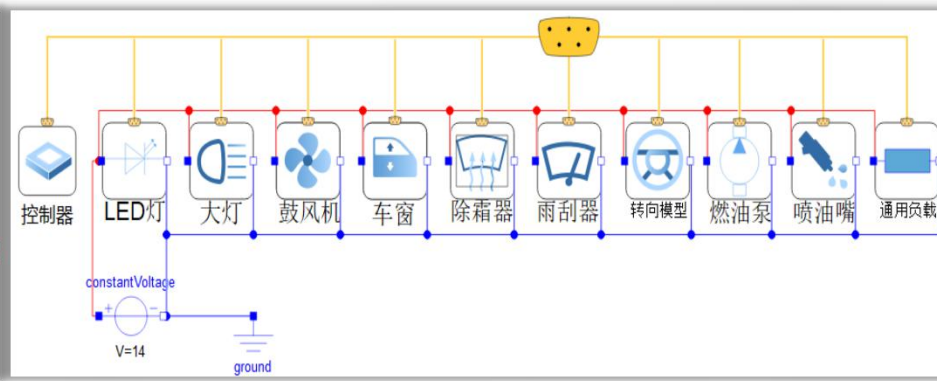 控制器
LED灯
大灯
鼓风机
车窗
除霜器
雨刮器
转向模型
燃油泵
喷油嘴
通用负载
constantVoltage
+
−
V=14
ground